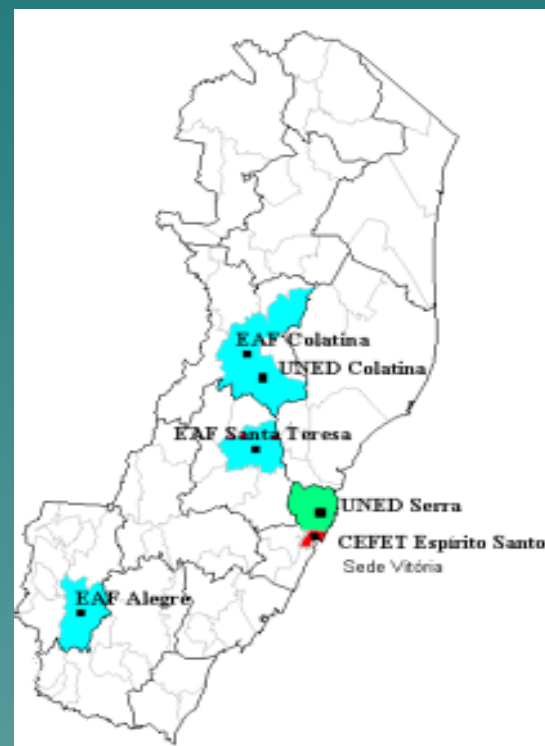 EAF Colatina
UNED Colatina
EAF Santa Teresa
UNED Serra
CEFET Espírito Santo
Sede Vitória
EAF Alegre